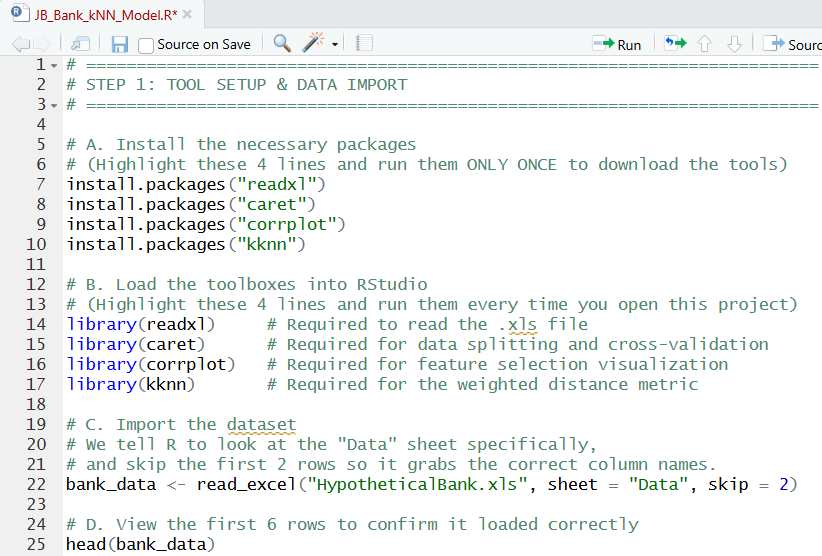 JB_Bank_kNN_Model.R*
Source on Save
Run
Sourc
1 # =========================================================================
2 # STEP 1: TOOL SETUP & DATA IMPORT
3 # =========================================================================
4
5 # A. Install the necessary packages
6 # (Highlight these 4 lines and run them ONLY ONCE to download the tools)
7 install.packages("readxl")
8 install.packages("caret")
9 install.packages("corrplot")
10 install.packages("kknn")
11
12 # B. Load the toolboxes into RStudio
13 # (Highlight these 4 lines and run them every time you open this project)
14 library(readxl)     # Required to read the .xls file
15 library(caret)      # Required for data splitting and cross-validation
16 library(corrplot)   # Required for feature selection visualization
17 library(kknn)       # Required for the weighted distance metric
18
19 # C. Import the dataset
20 # We tell R to look at the "Data" sheet specifically,
21 # and skip the first 2 rows so it grabs the correct column names.
22 bank_data <- read_excel("HypotheticalBank.xls", sheet = "Data", skip = 2)
23
24 # D. View the first 6 rows to confirm it loaded correctly
25 head(bank_data)